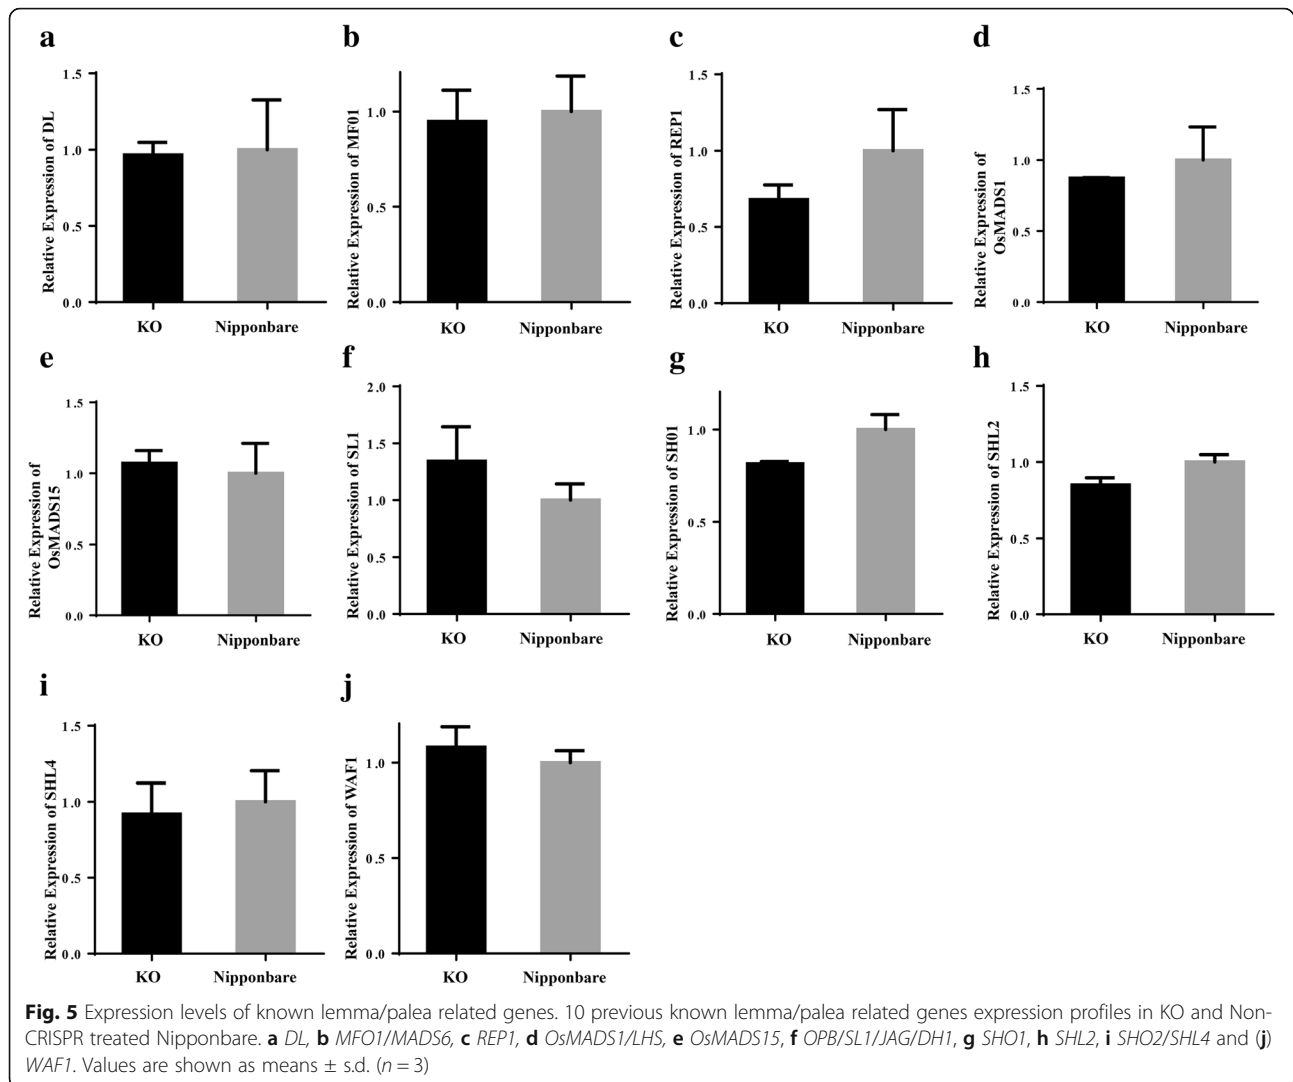 a
b
c
d
Relative Expression of DL
1.5
1.0
0.5
0.0
KO Nipponbare
Relative Expression of MF01
1.0
0.5
0.0
KO Nipponbare
Relative Expression of REP1
1.5
1.0
0.5
0.0
KO Nipponbare
Relative Expression of
OsMADS1
1.5
1.0
0.5
0.0
KO Nipponbare
e
f
g
h
Relative Expression of
OsMADS15
1.5
1.0
0.5
0.0
KO Nipponbare
Relative Expression of SL1
2.0
1.5
1.0
0.5
0.0
KO Nipponbare
Relative Expression of SH01
1.0
0.5
0.0
KO Nipponbare
Relative Expression of SHL2
1.5
1.0
0.5
0.0
KO Nipponbare
i
j
Relative Expression of SHL4
1.5
1.0
0.5
0.0
KO Nipponbare
Relative Expression of WAF1
1.0
0.5
0.0
KO Nipponbare
Fig. 5 Expression levels of known lemma/palea related genes. 10 previous known lemma/palea related genes expression profiles in KO and Non-
CRISPR treated Nipponbare. a DL, b MFO1/MADS6, c REP1, d OsMADS1/LHS, e OsMADS15, f OPB/SL1/JAG/DH1, g SHO1, h SHL2, i SHO2/SHL4 and (j)
WAF1. Values are shown as means ± s.d. (n = 3)